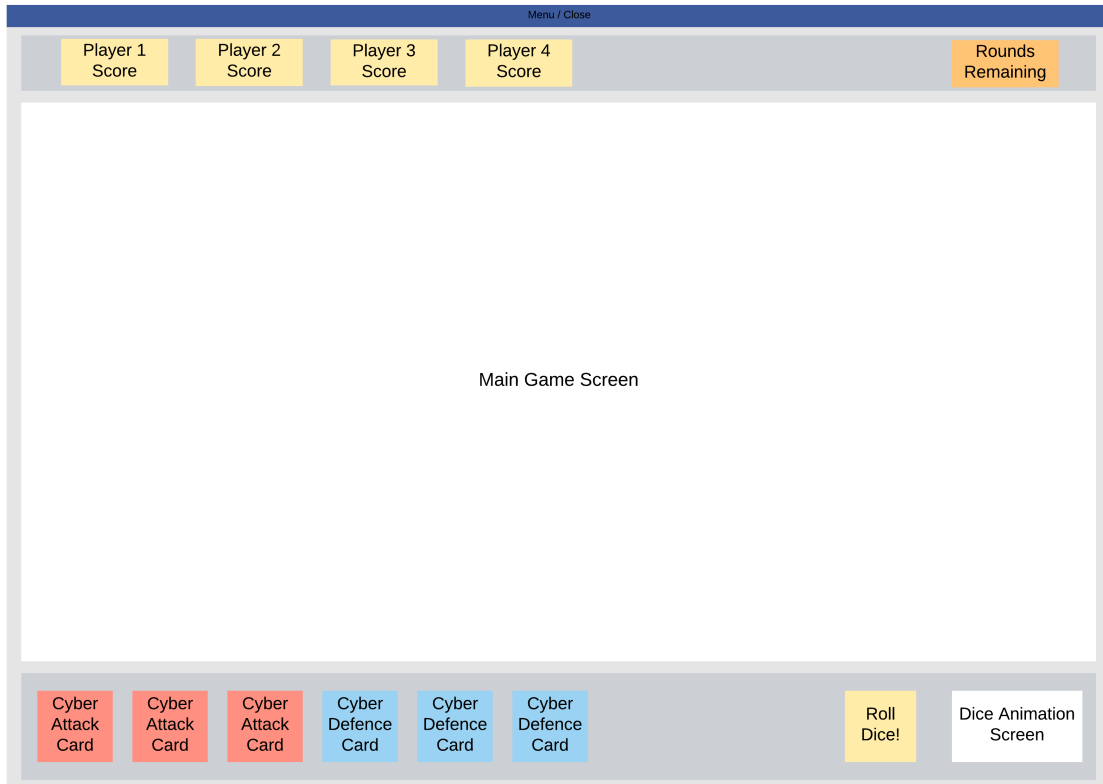 Menu / Close
Player 1
Score
Player 2
Score
Player 3
Score
Player 4
Score
Rounds
Remaining
Main Game Screen
Cyber
Attack
Card
Cyber
Attack
Card
Cyber
Attack
Card
Cyber
Defence
Card
Cyber
Defence
Card
Cyber
Defence
Card
Roll
Dice!
Dice Animation
Screen